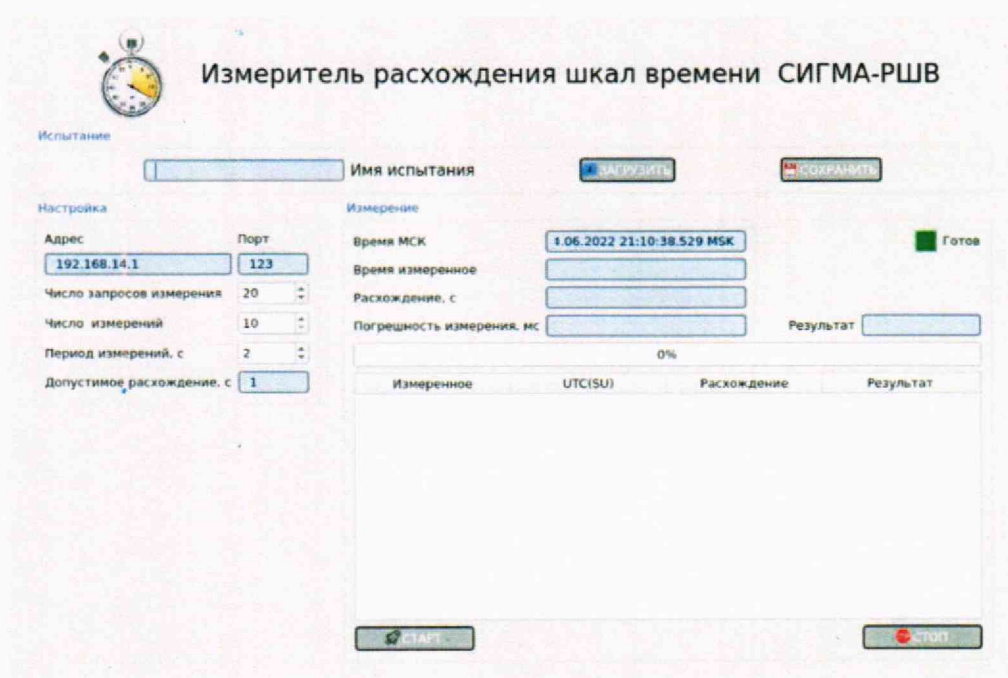 Измеритель расхождения шкал времени СИГМА-РШВ
Испытание
Имя испытания ЗАГРУЗИТЬ СОХРАНИТЬ
Настройка
Адрес Порт
192.168.14.1 123
Число запросов измерения 20
Число измерений 10
Период измерений, с 2
Допустимое расхождение, с 1
Измерение
Время МСК .06.2022 21:10:38.529 MSK Готов
Время измеренное
Расхождение, с
Погрешность измерения, мс Результат
0%
Измеренное UTC(SU) Расхождение Результат
СТАРТ СТОП